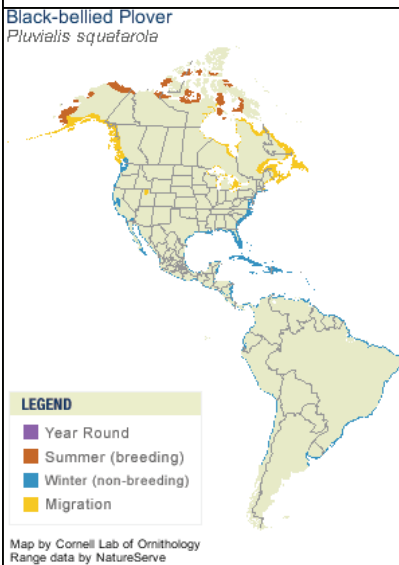 Black-bellied Plover
Pluvialis squatarola
LEGEND
Year Round
Summer (breeding)
Winter (non-breeding)
Migration
Map by Cornell Lab of Ornithology
Range data by NatureServe